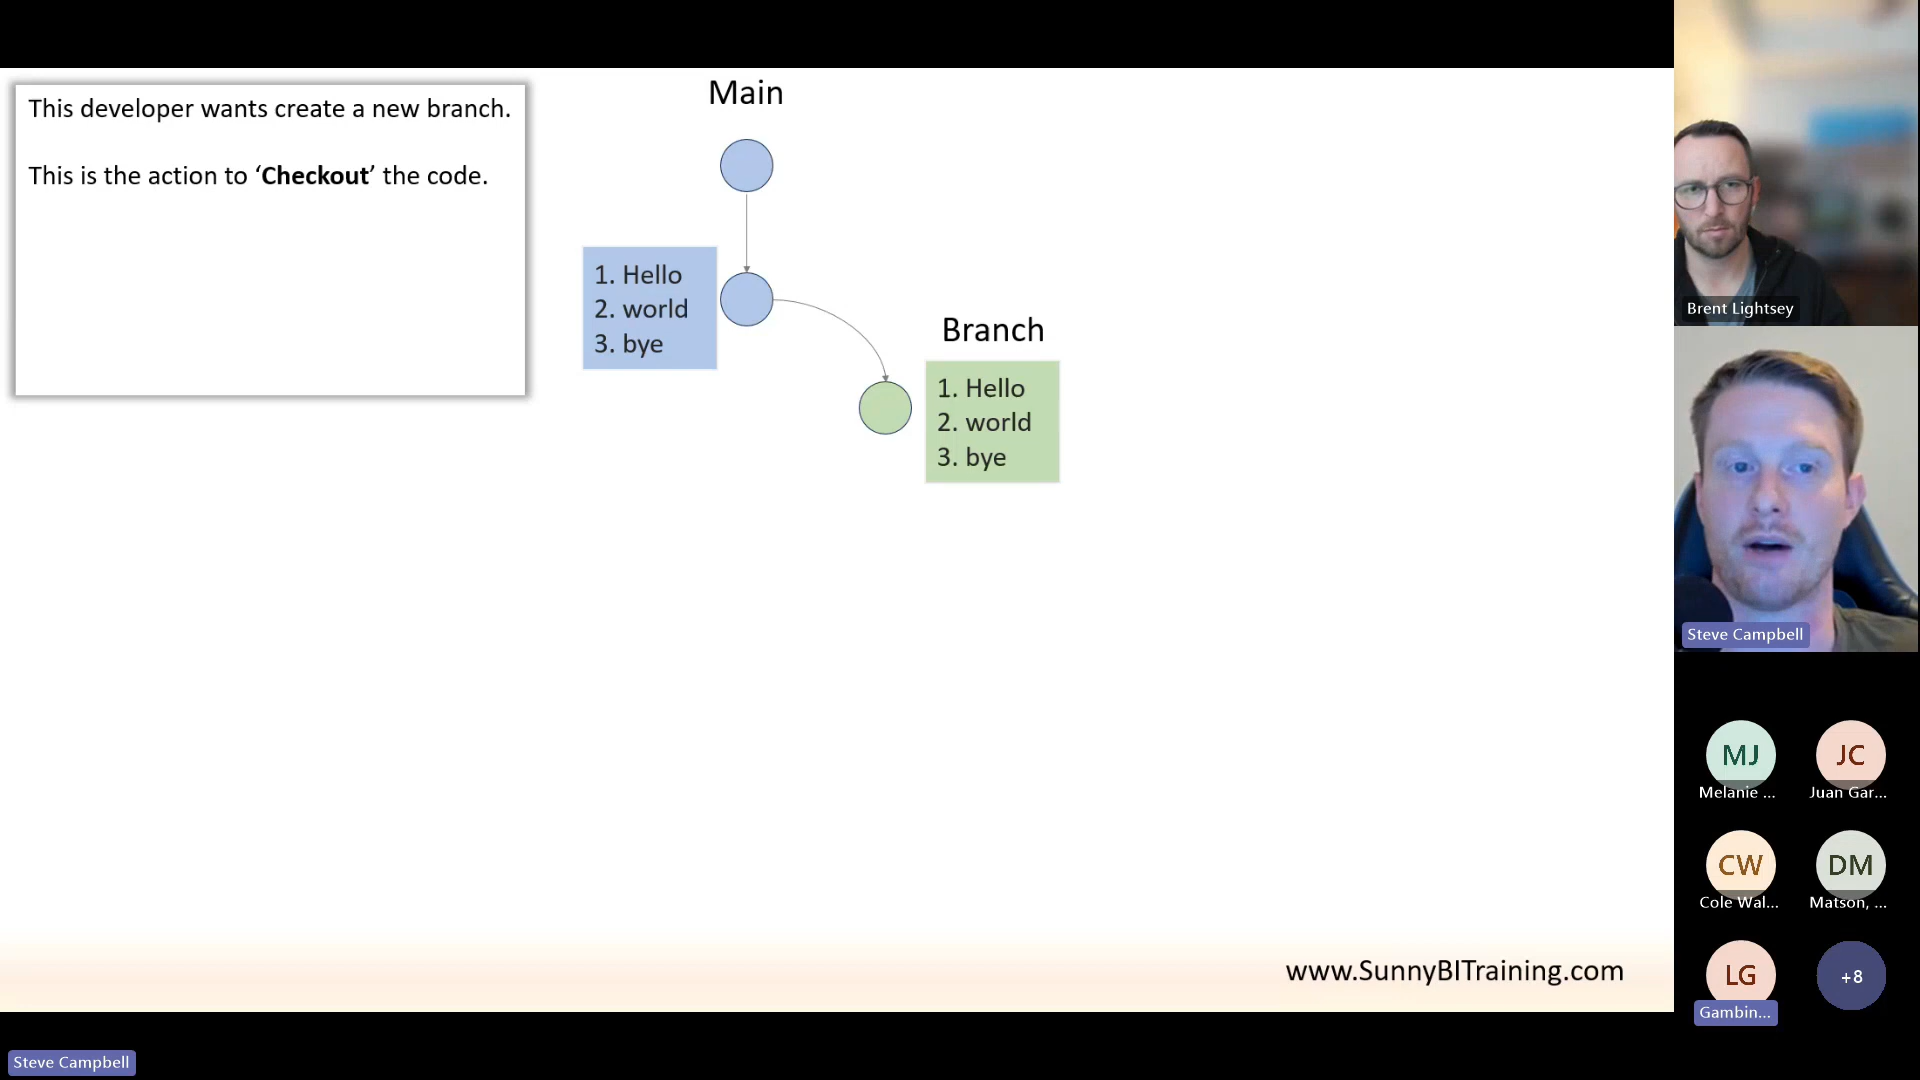 This developer wants create a new branch.
This is the action to ‘Checkout’ the code.
Main
1. Hello
2. world
3. bye
Branch
1. Hello
2. world
3. bye
www.SunnyBITraining.com
Steve Campbell
Brent Lightsey
Steve Campbell
MJ
Melanie ...
JC
Juan Gar...
CW
Cole Wal...
DM
Matson, ...
LG
Gambin...
+8